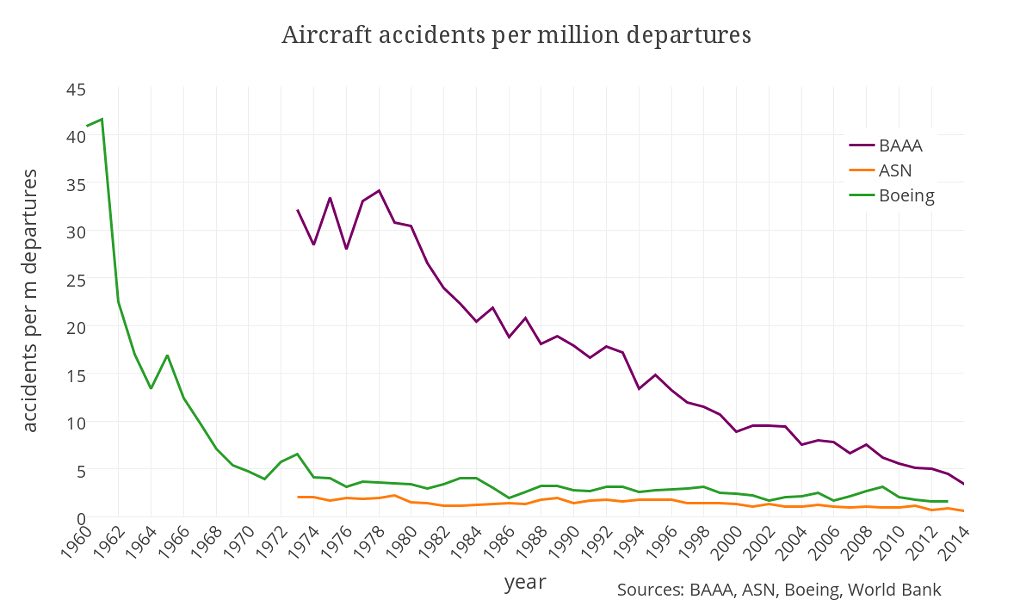 Aircraft accidents per million departures
45
40
35
30
25
20
15
10
5
0
accidents per m departures
BAAA
ASN
Boeing
1960 1962 1964 1966 1968 1970 1972 1974 1976 1978 1980 1982 1984 1986 1988 1990 1992 1994 1996 1998 2000 2002 2004 2006 2008 2010 2012 2014
year
Sources: BAAA, ASN, Boeing, World Bank